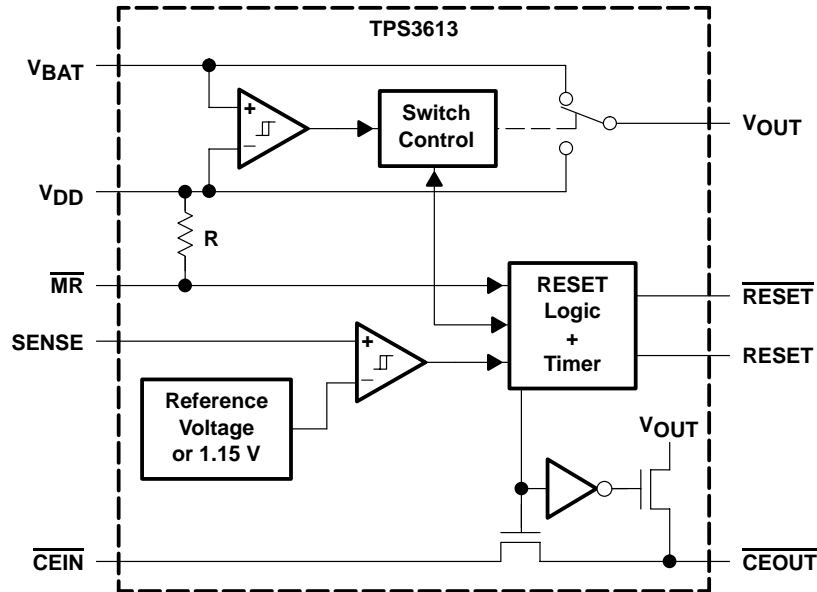 TPS3613
VBAT
+
−
Switch
Control
VOUT
VDD
R
MR
RESET
Logic
+
Timer
RESET
SENSE
+
−
RESET
Reference
Voltage
or 1.15 V
VOUT
CEIN
CEOUT